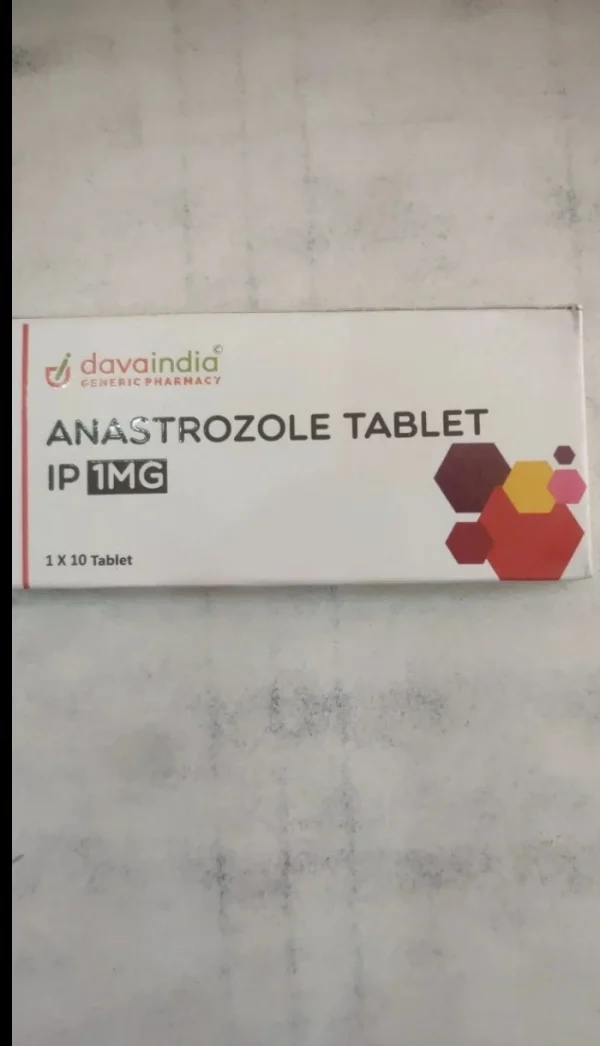 davaindia©
GENERIC PHARMACY
ANASTROZOLE TABLET
IP 1MG
1 X 10 Tablet